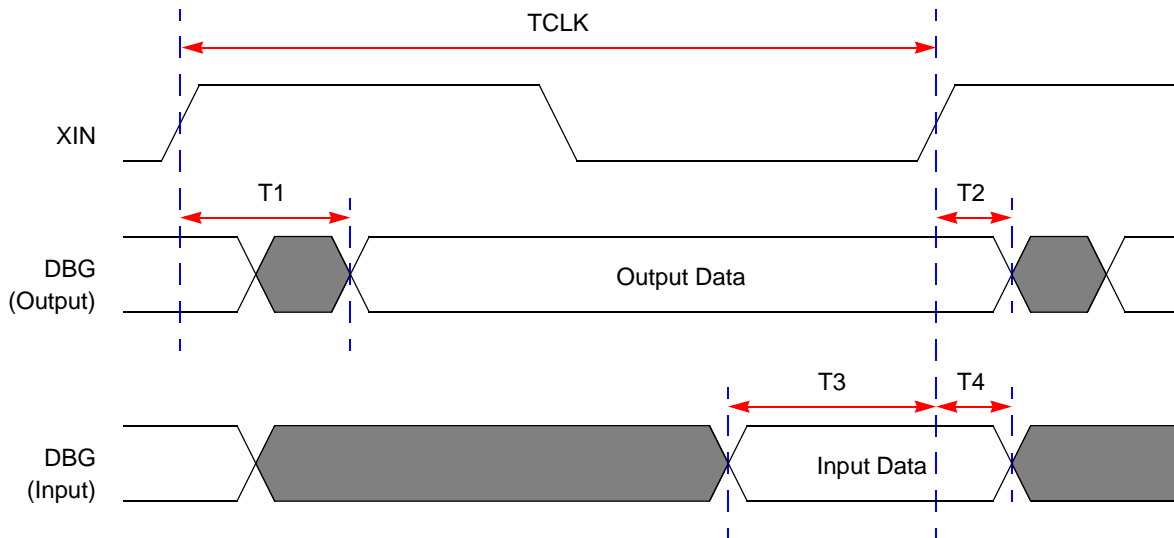 TCLK
XIN
T1
T2
DBG
(Output)
Output Data
T3
T4
DBG
(Input)
Input Data